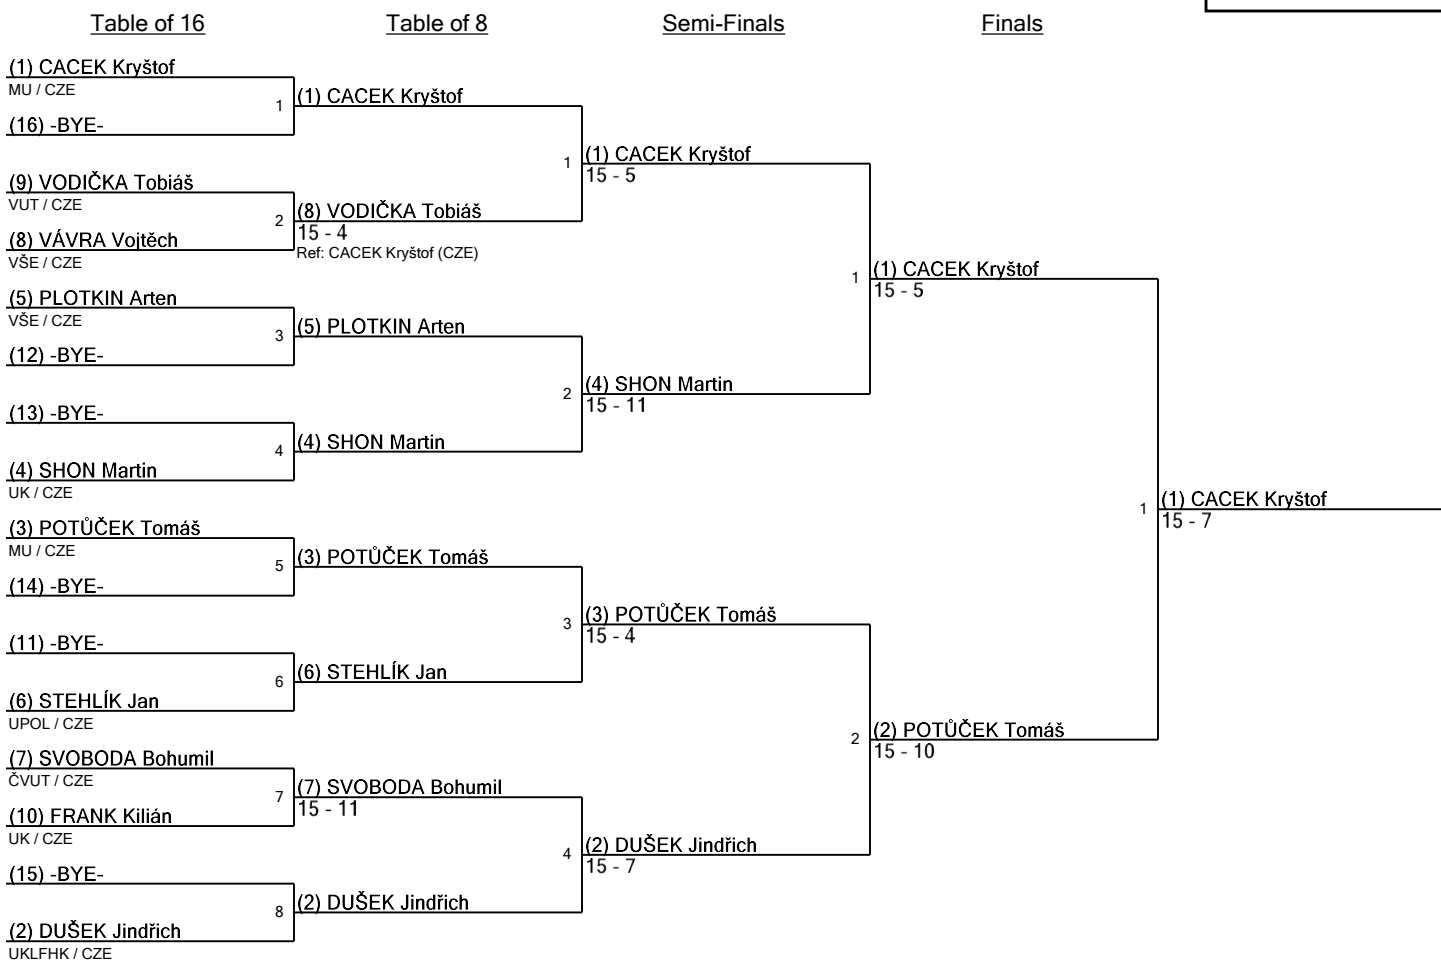 Table of 16
Table of 8
Semi-Finals
Finals
(1) CACEK Kryštof
MU / CZE
(16) -BYE-
(9) VODIČKA Tobiáš
VUT / CZE
(8) VÁVRA Vojtěch
VŠE / CZE
(5) PLOTKIN Arten
VŠE / CZE
(12) -BYE-
(13) -BYE-
(4) SHON Martin
UK / CZE
(3) POTŮČEK Tomáš
MU / CZE
(14) -BYE-
(11) -BYE-
(6) STEHLÍK Jan
UPOL / CZE
(7) SVOBODA Bohumil
ČVUT / CZE
(10) FRANK Kilián
UK / CZE
(15) -BYE-
(2) DUŠEK Jindřich
UKLFHK / CZE
1
2
3
4
5
6
7
8
(1) CACEK Kryštof
(8) VODIČKA Tobiáš
15 - 4
Ref: CACEK Kryštof (CZE)
(5) PLOTKIN Arten
(4) SHON Martin
(3) POTŮČEK Tomáš
(6) STEHLÍK Jan
(7) SVOBODA Bohumil
15 - 11
(2) DUŠEK Jindřich
1
2
3
4
(1) CACEK Kryštof
15 - 5
(4) SHON Martin
15 - 11
(3) POTŮČEK Tomáš
15 - 4
(2) DUŠEK Jindřich
15 - 7
1
2
(1) CACEK Kryštof
15 - 5
(2) POTŮČEK Tomáš
15 - 10
1
(1) CACEK Kryštof
15 - 7